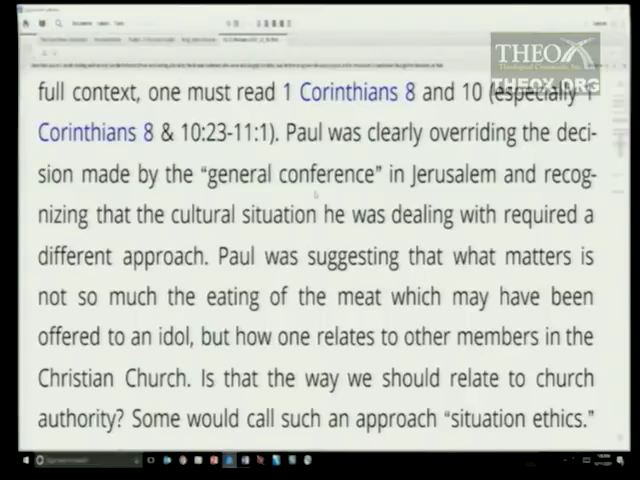 THEOX
THEOX.ORG
full context, one must read 1 Corinthians 8 and 10 (especially 1
Corinthians 8 & 10:23-11:1). Paul was clearly overriding the deci-
sion made by the “general conference” in Jerusalem and recog-
nizing that the cultural situation he was dealing with required a
different approach. Paul was suggesting that what matters is
not so much the eating of the meat which may have been
offered to an idol, but how one relates to other members in the
Christian Church. Is that the way we should relate to church
authority? Some would call such an approach “situation ethics.”